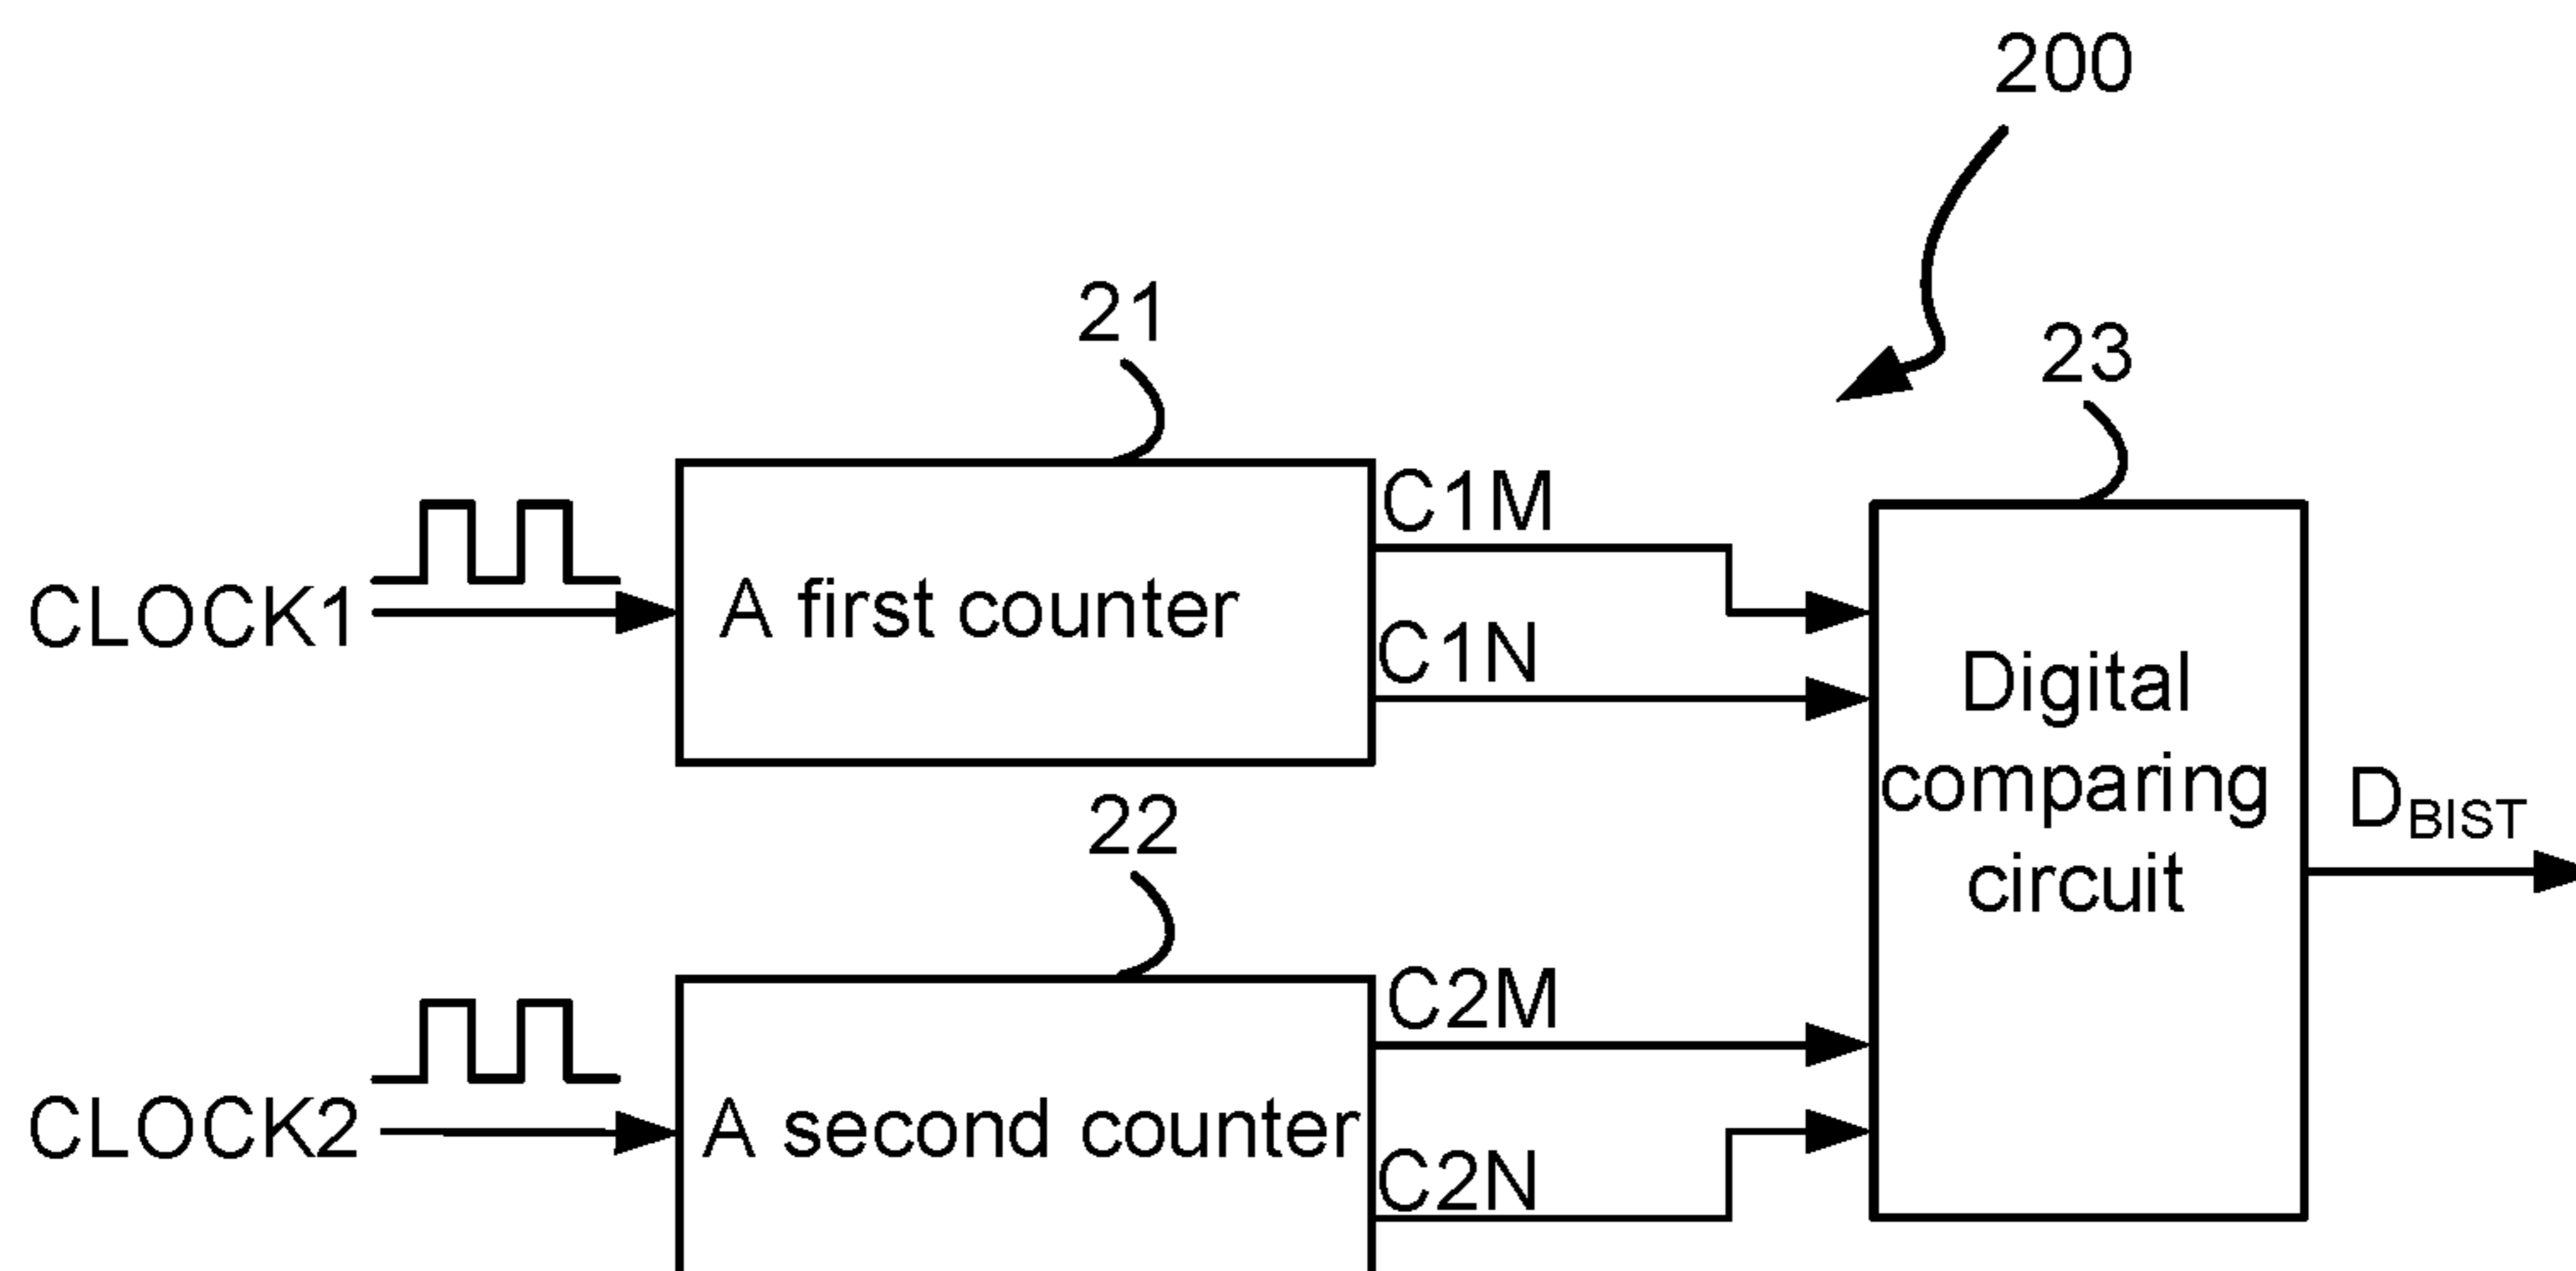 200
21
23
C1M
CLOCK1
A first counter
C1N
Digital
comparing
circuit
D_BIST
22
C2M
CLOCK2
A second counter
C2N